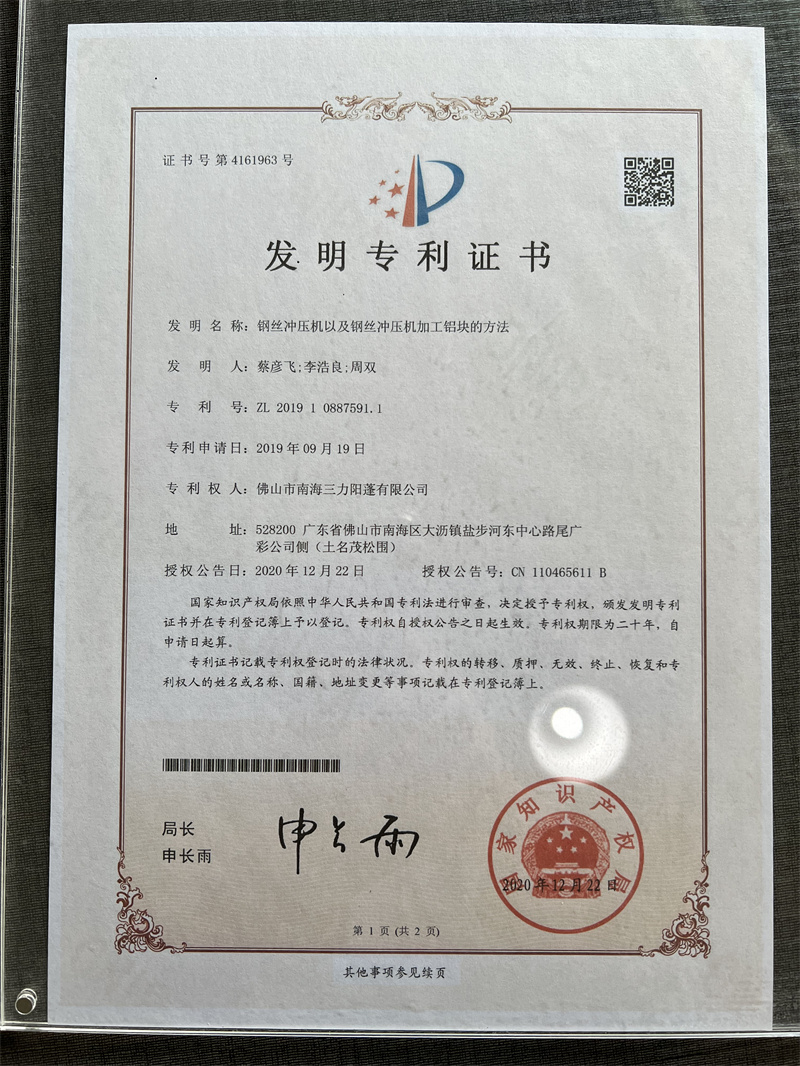 证书号第4161963号
发明专利证书
发明名称：钢丝冲压机以及钢丝冲压机加工铝块的方法
发明人：蔡彦飞;李浩良;周双
专利号：ZL 2019 1 0887591.1
专利申请日：2019年09月19日
专利权人：佛山市南海三力阳蓬有限公司
地址：528200 广东省佛山市南海区大沥镇盐步河东中心路尾广
彩公司侧（土名茂松围）
授权公告日：2020年12月22日 授权公告号：CN 110465611 B
国家知识产权局依照中华人民共和国专利法进行审查，决定授予专利权，颁发发明专利
证书并在专利登记簿上予以登记。专利权自授权公告之日起生效。专利权期限为二十年，自
申请日起算。
专利证书记载专利权登记时的法律状况。专利权的转移、质押、无效、终止、恢复和专
利权人的姓名或名称、国籍、地址变更等事项记载在专利登记簿上。
局长
申长雨
申长雨
国家知识产权局
2020年12月22日
第 1 页 (共 2 页)
其他事项参见续页